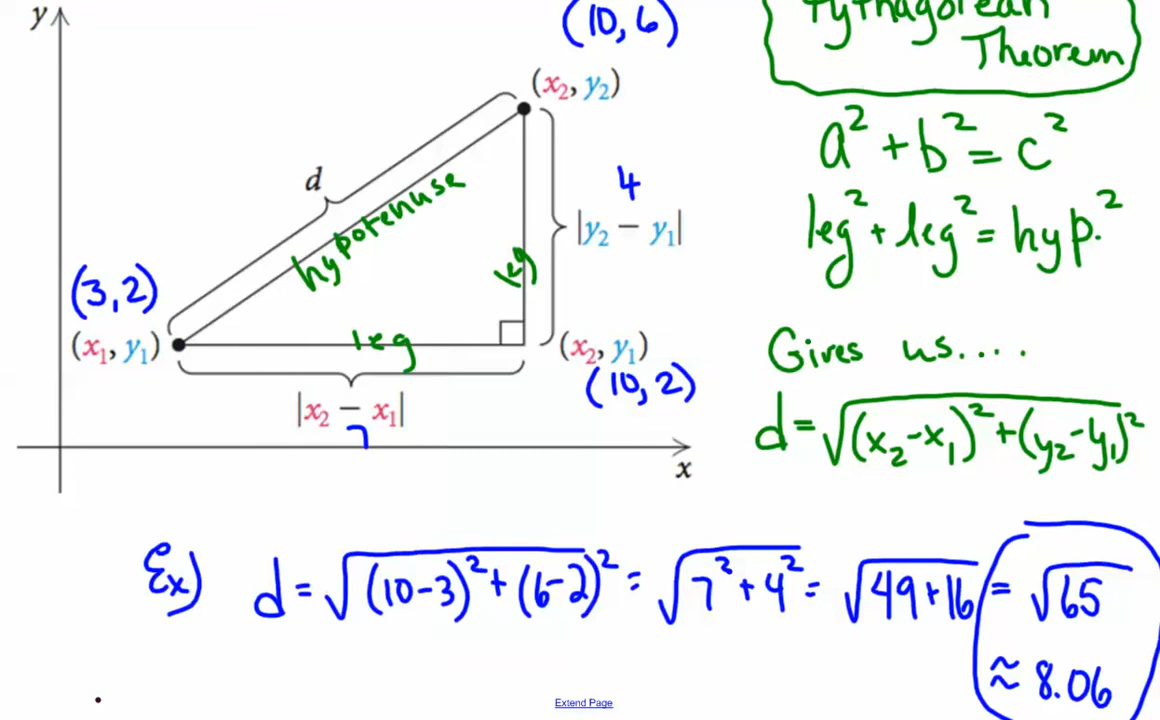 y
(10, 6)
Pythagorean
Theorem
(x₂, y₂)
a² + b² = c²
d
hypotenuse
4
|y₂ − y₁|
leg² + leg² = hyp.²
leg
(3, 2)
(x₁, y₁)
leg
(x₂, y₁)
(10, 2)
Gives us....
|x₂ − x₁|
7
d = √(x₂-x₁)² + (y₂-y₁)²
x
Ex) d = √(10-3)² + (6-2)² = √7² + 4² = √49+16 = √65
≈ 8.06
Extend Page